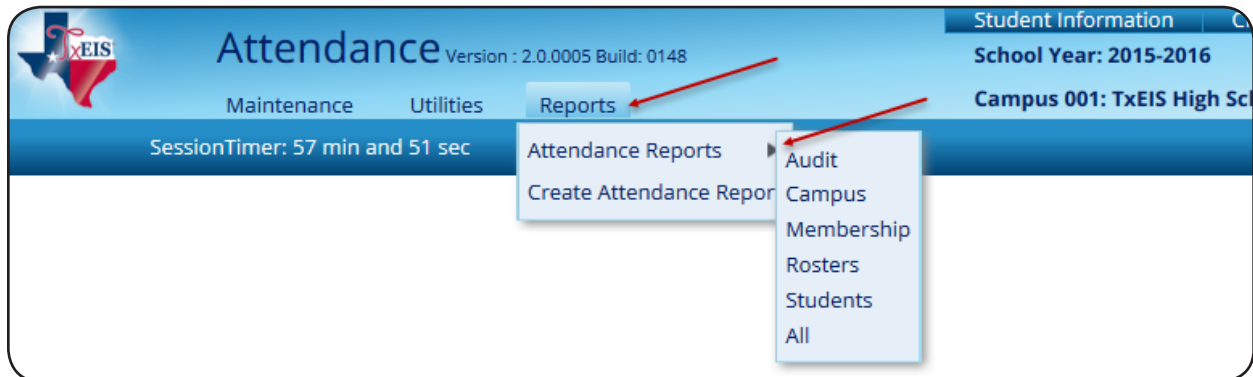 TxEIS
Attendance Version : 2.0.0005 Build: 0148
Student Information
School Year: 2015-2016
Campus 001: TxEIS High Scl
Maintenance Utilities Reports
SessionTimer: 57 min and 51 sec
Attendance Reports
Create Attendance Repor
Audit
Campus
Membership
Rosters
Students
All